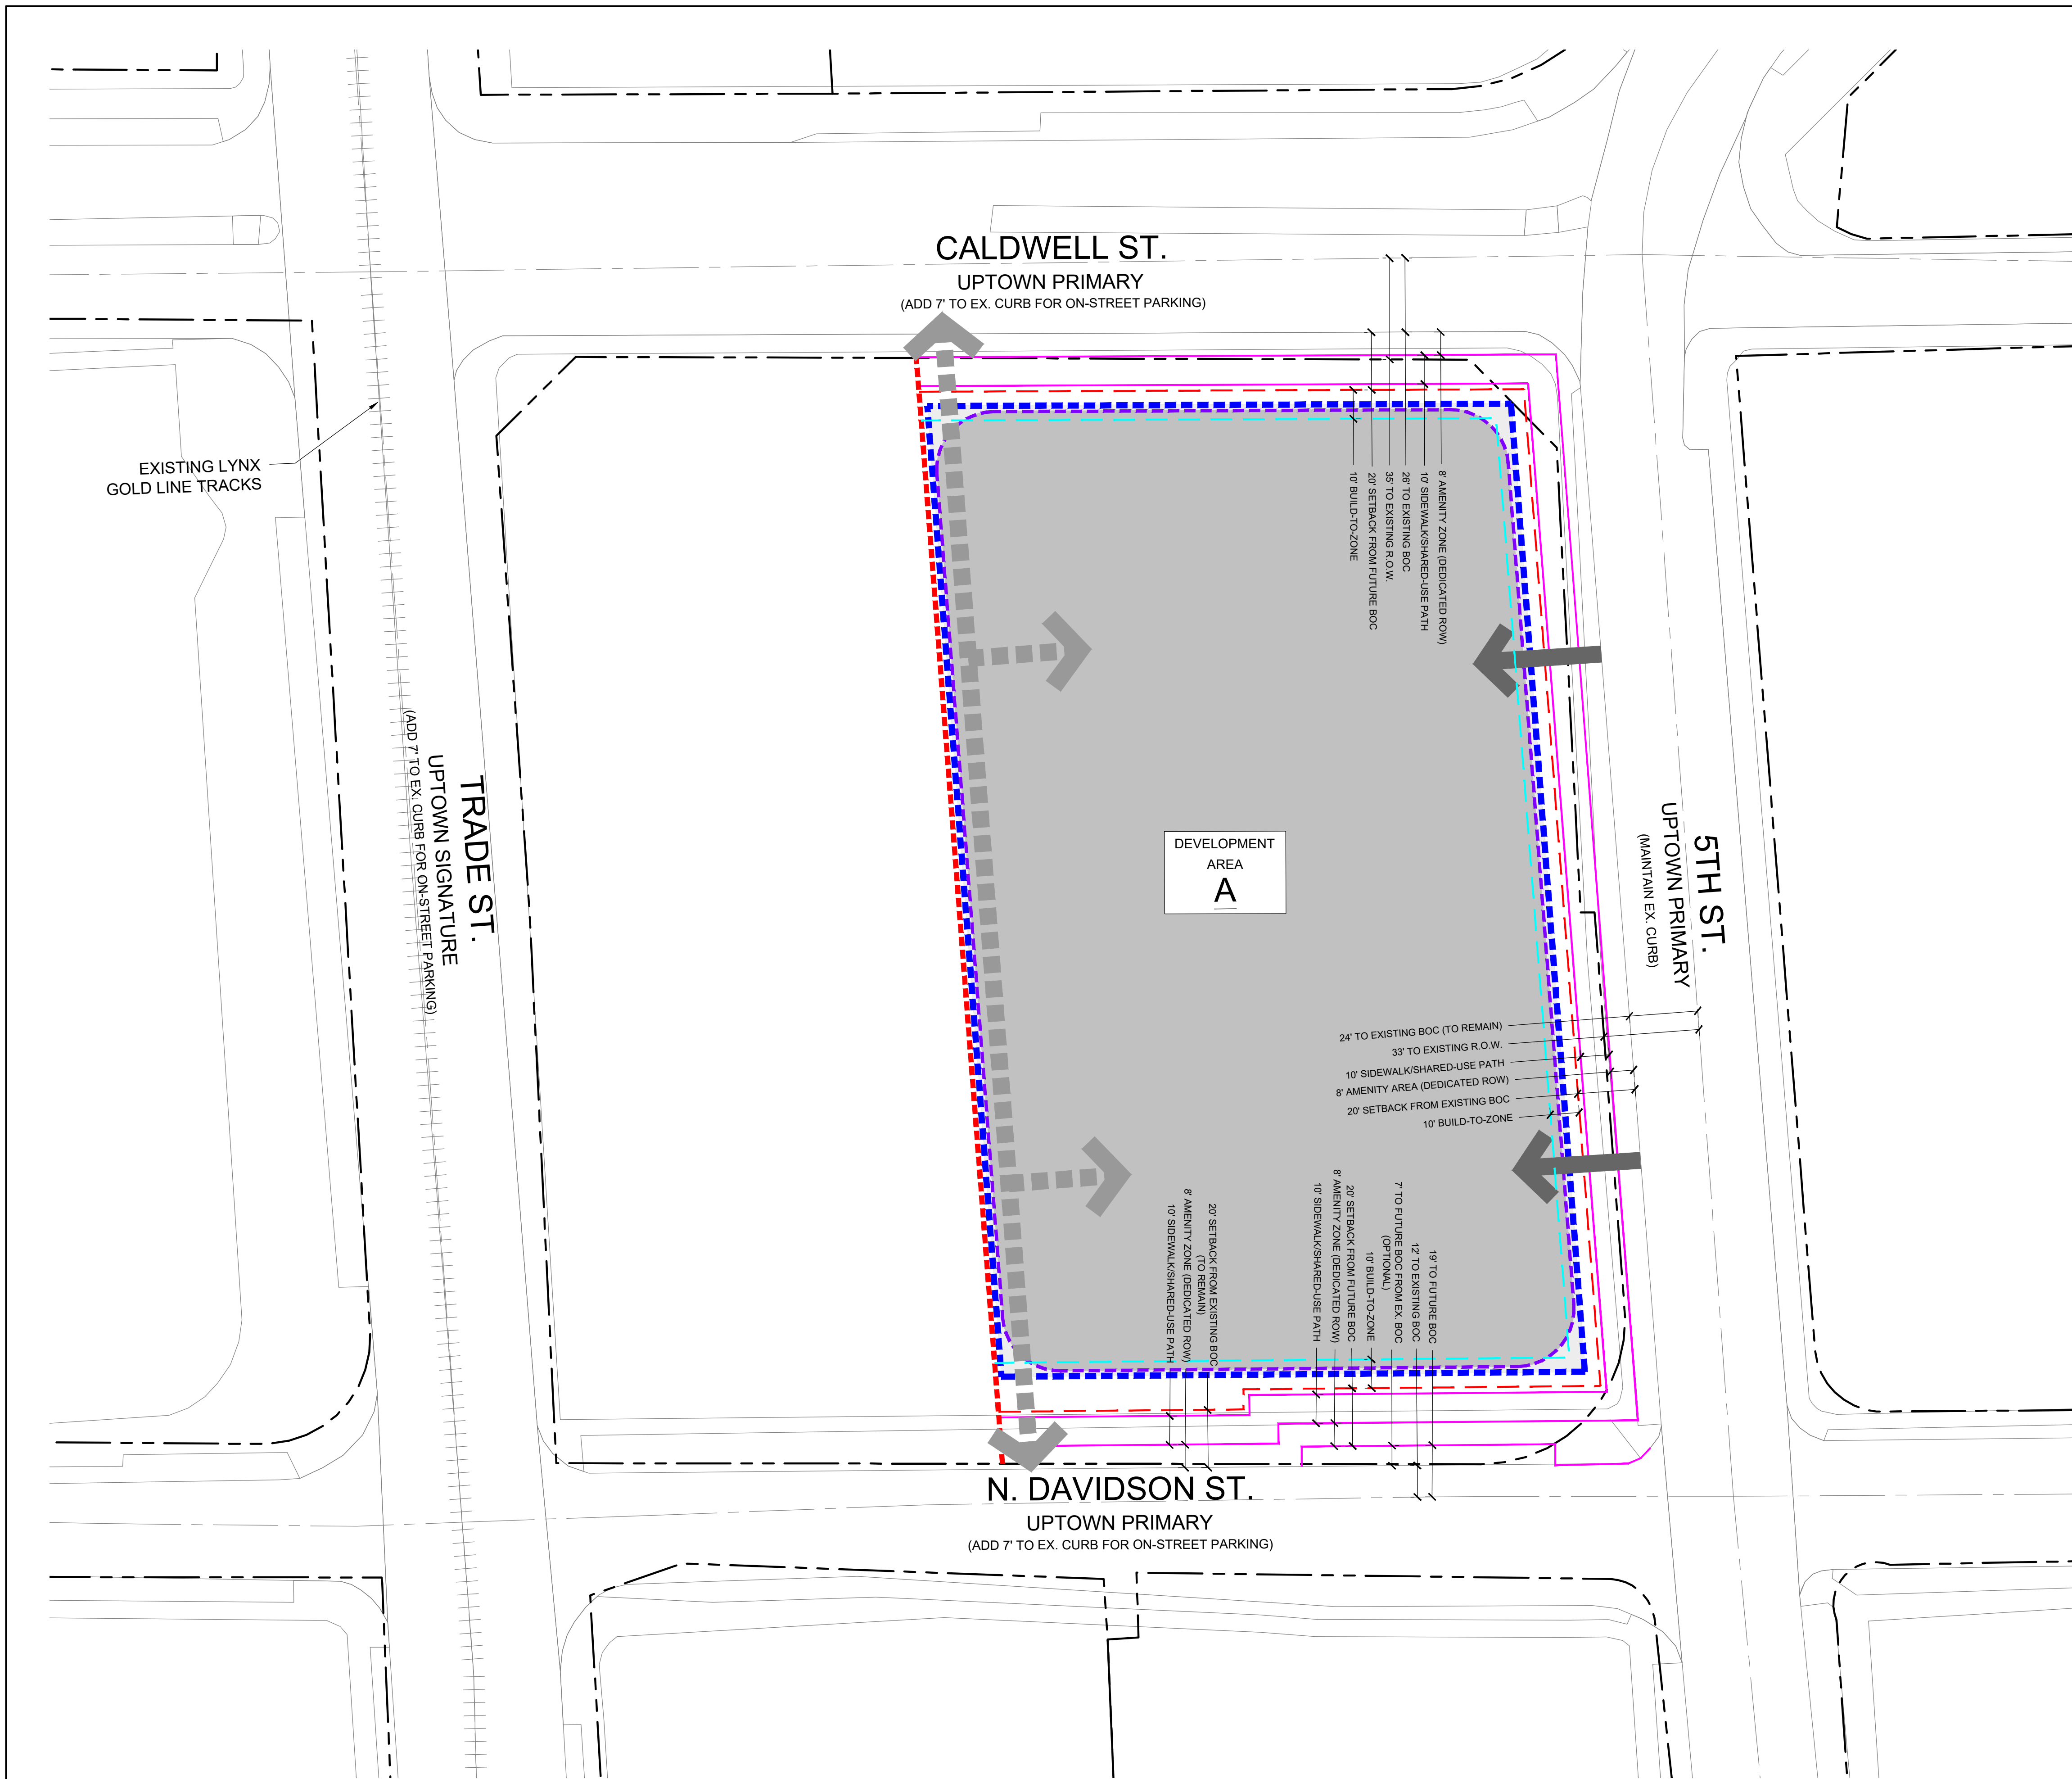 CALDWELL ST.
UPTOWN PRIMARY
(ADD 7' TO EX. CURB FOR ON-STREET PARKING)
EXISTING LYNX
GOLD LINE TRACKS
10' BUILD-TO-ZONE
20' SETBACK FROM FUTURE BOC
35' TO EXISTING R.O.W.
26' TO EXISTING BOC
10' SIDEWALK/SHARED-USE PATH
8' AMENITY ZONE (DEDICATED ROW)
TRADE ST.
UPTOWN SIGNATURE
(ADD 7' TO EX. CURB FOR ON-STREET PARKING)
DEVELOPMENT
AREA
A
5TH ST.
UPTOWN PRIMARY
(MAINTAIN EX. CURB)
24' TO EXISTING BOC (TO REMAIN)
33' TO EXISTING R.O.W.
10' SIDEWALK/SHARED-USE PATH
8' AMENITY AREA (DEDICATED ROW)
20' SETBACK FROM EXISTING BOC
10' BUILD-TO-ZONE
10' SIDEWALK/SHARED-USE PATH
8' AMENITY ZONE (DEDICATED ROW)
20' SETBACK FROM EXISTING BOC
(TO REMAIN)
10' SIDEWALK/SHARED-USE PATH
8' AMENITY ZONE (DEDICATED ROW)
20' SETBACK FROM FUTURE BOC
10' BUILD-TO-ZONE
7' TO FUTURE BOC FROM EX. BOC
(OPTIONAL)
12' TO EXISTING BOC
19' TO FUTURE BOC
N. DAVIDSON ST.
UPTOWN PRIMARY
(ADD 7' TO EX. CURB FOR ON-STREET PARKING)